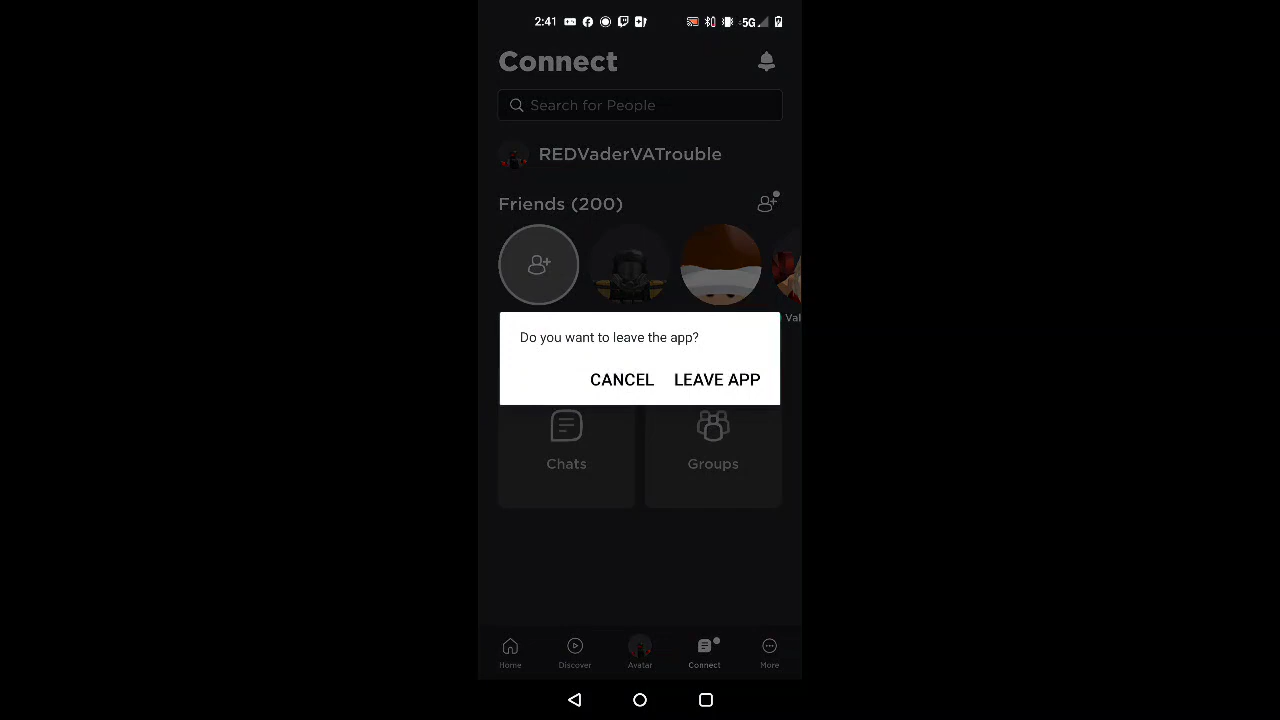 2:41 5G
Connect
Search for People
REDVaderVATrouble
Friends (200)
Val
Do you want to leave the app?
CANCEL LEAVE APP
Chats Groups
Home Discover Avatar Connect More